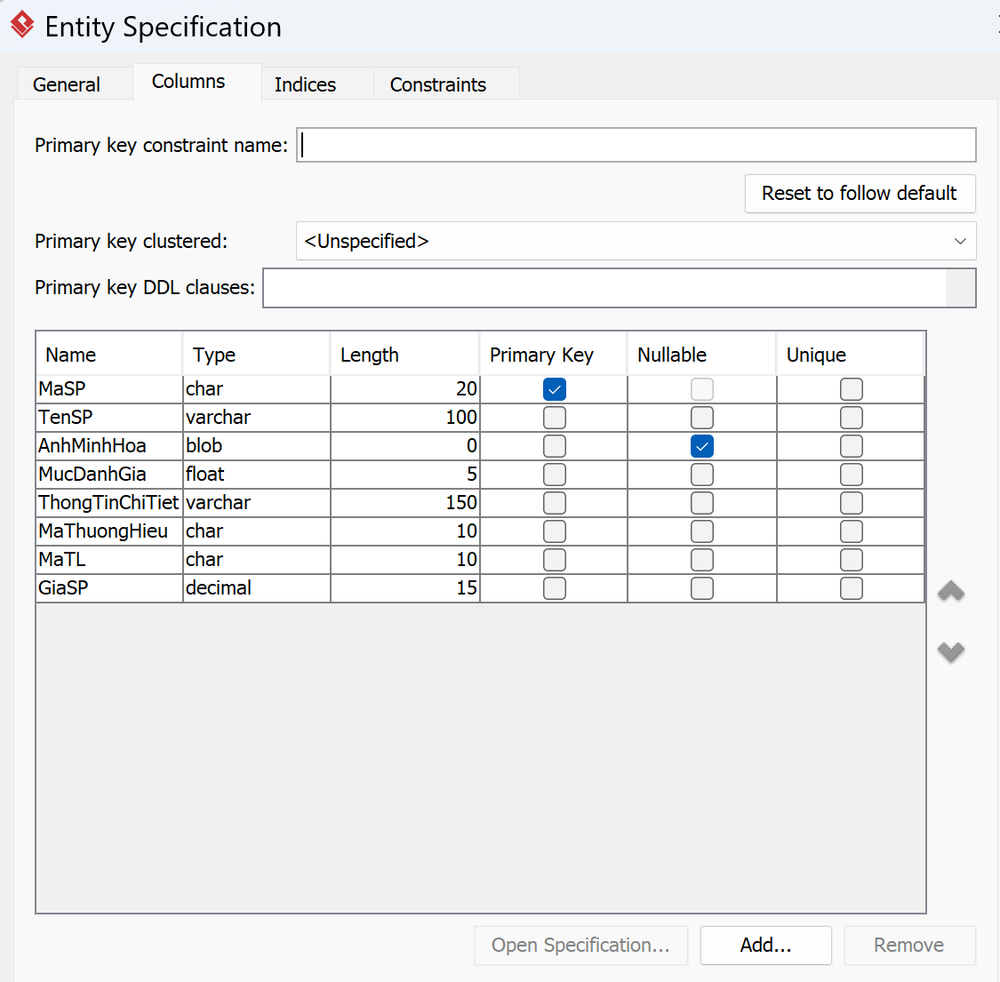 Entity Specification
General Columns Indices Constraints
Primary key constraint name:
Reset to follow default
Primary key clustered: <Unspecified>
Primary key DDL clauses:
Name Type Length Primary Key Nullable Unique
MaSP char 20
TenSP varchar 100
AnhMinhHoa blob 0
MucDanhGia float 5
ThongTinChiTiet varchar 150
MaThuongHieu char 10
MaTL char 10
GiaSP decimal 15
Open Specification... Add... Remove